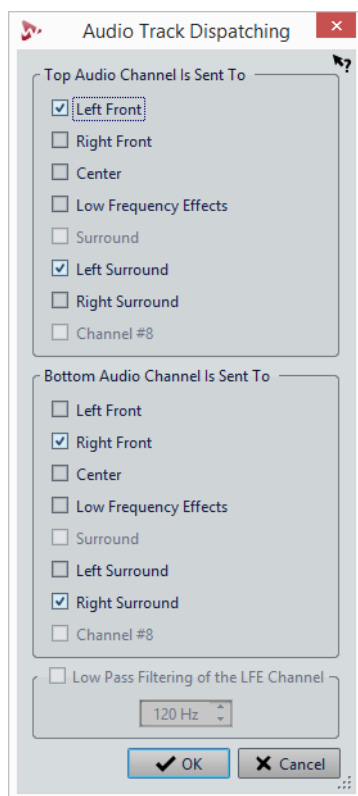 Audio Track Dispatching
Top Audio Channel Is Sent To
Left Front
Right Front
Center
Low Frequency Effects
Surround
Left Surround
Right Surround
Channel #8
Bottom Audio Channel Is Sent To
Left Front
Right Front
Center
Low Frequency Effects
Surround
Left Surround
Right Surround
Channel #8
Low Pass Filtering of the LFE Channel
120 Hz
OK
Cancel